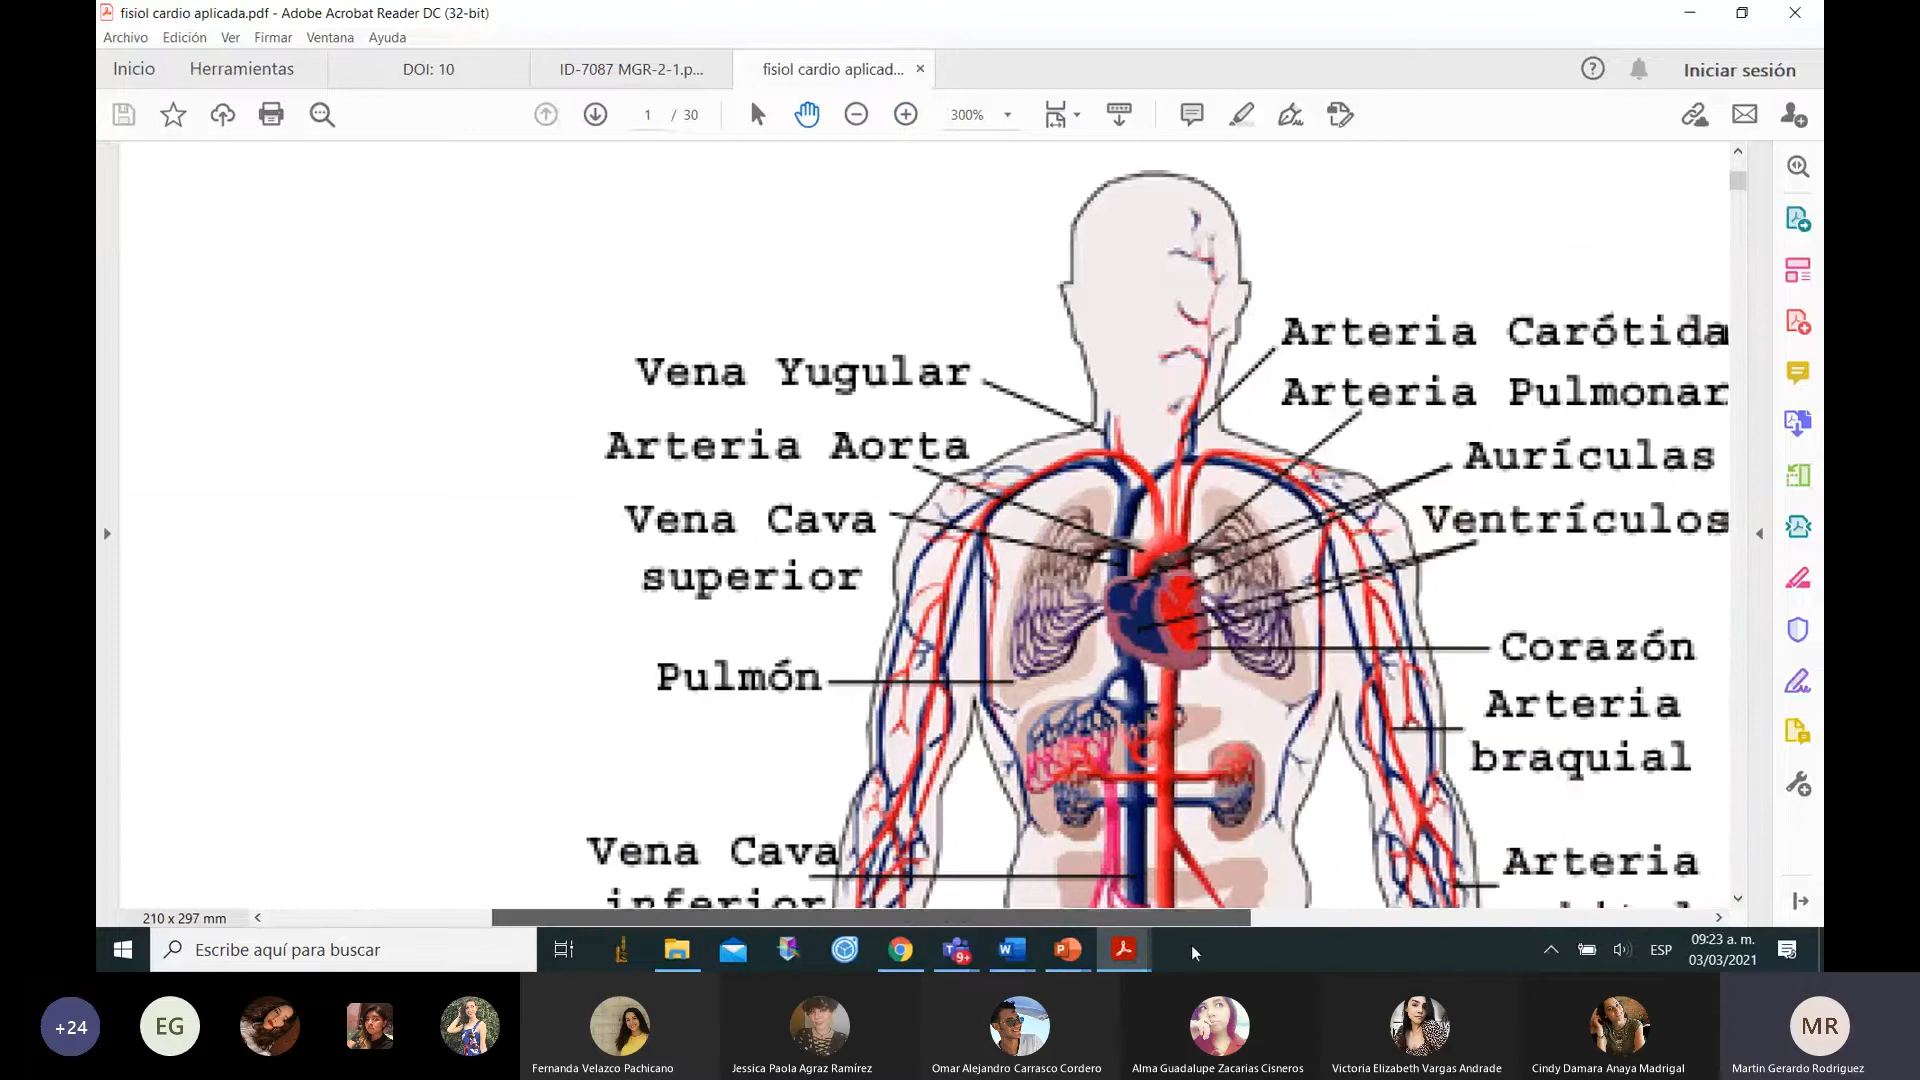 fisiol cardio aplicada.pdf - Adobe Acrobat Reader DC (32-bit)
Archivo Edición Ver Firmar Ventana Ayuda
Inicio Herramientas DOI: 10 ID-7087 MGR-2-1.p... fisiol cardio aplicad... × Iniciar sesión
1 / 30 300%
Arteria Carótida
Vena Yugular
Arteria Pulmonar
Arteria Aorta
Aurículas
Vena Cava
superior
Ventrículos
Corazón
Pulmón
Arteria
braquial
Vena Cava
inferior
Arteria
210 x 297 mm
Escribe aquí para buscar
9+
ESP
09:23 a. m.
03/03/2021
+24
EG
MR
Fernanda Velazco Pachicano
Jessica Paola Agraz Ramírez
Omar Alejandro Carrasco Cordero
Alma Guadalupe Zacarias Cisneros
Victoria Elizabeth Vargas Andrade
Cindy Damara Anaya Madrigal
Martin Gerardo Rodriguez